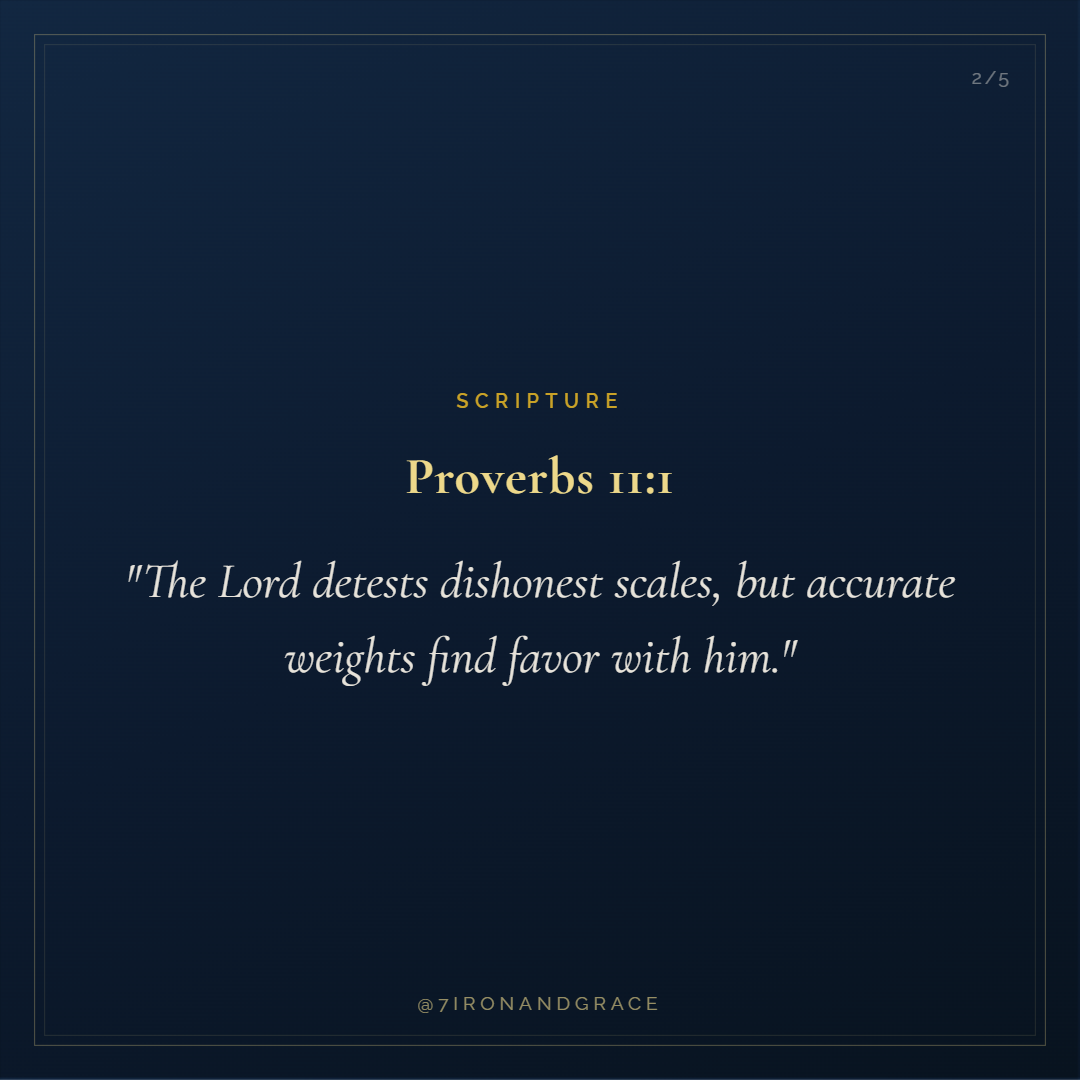 2/5
SCRIPTURE
Proverbs 11:1
"The Lord detests dishonest scales, but accurate
weights find favor with him."
@7IRONANDGRACE